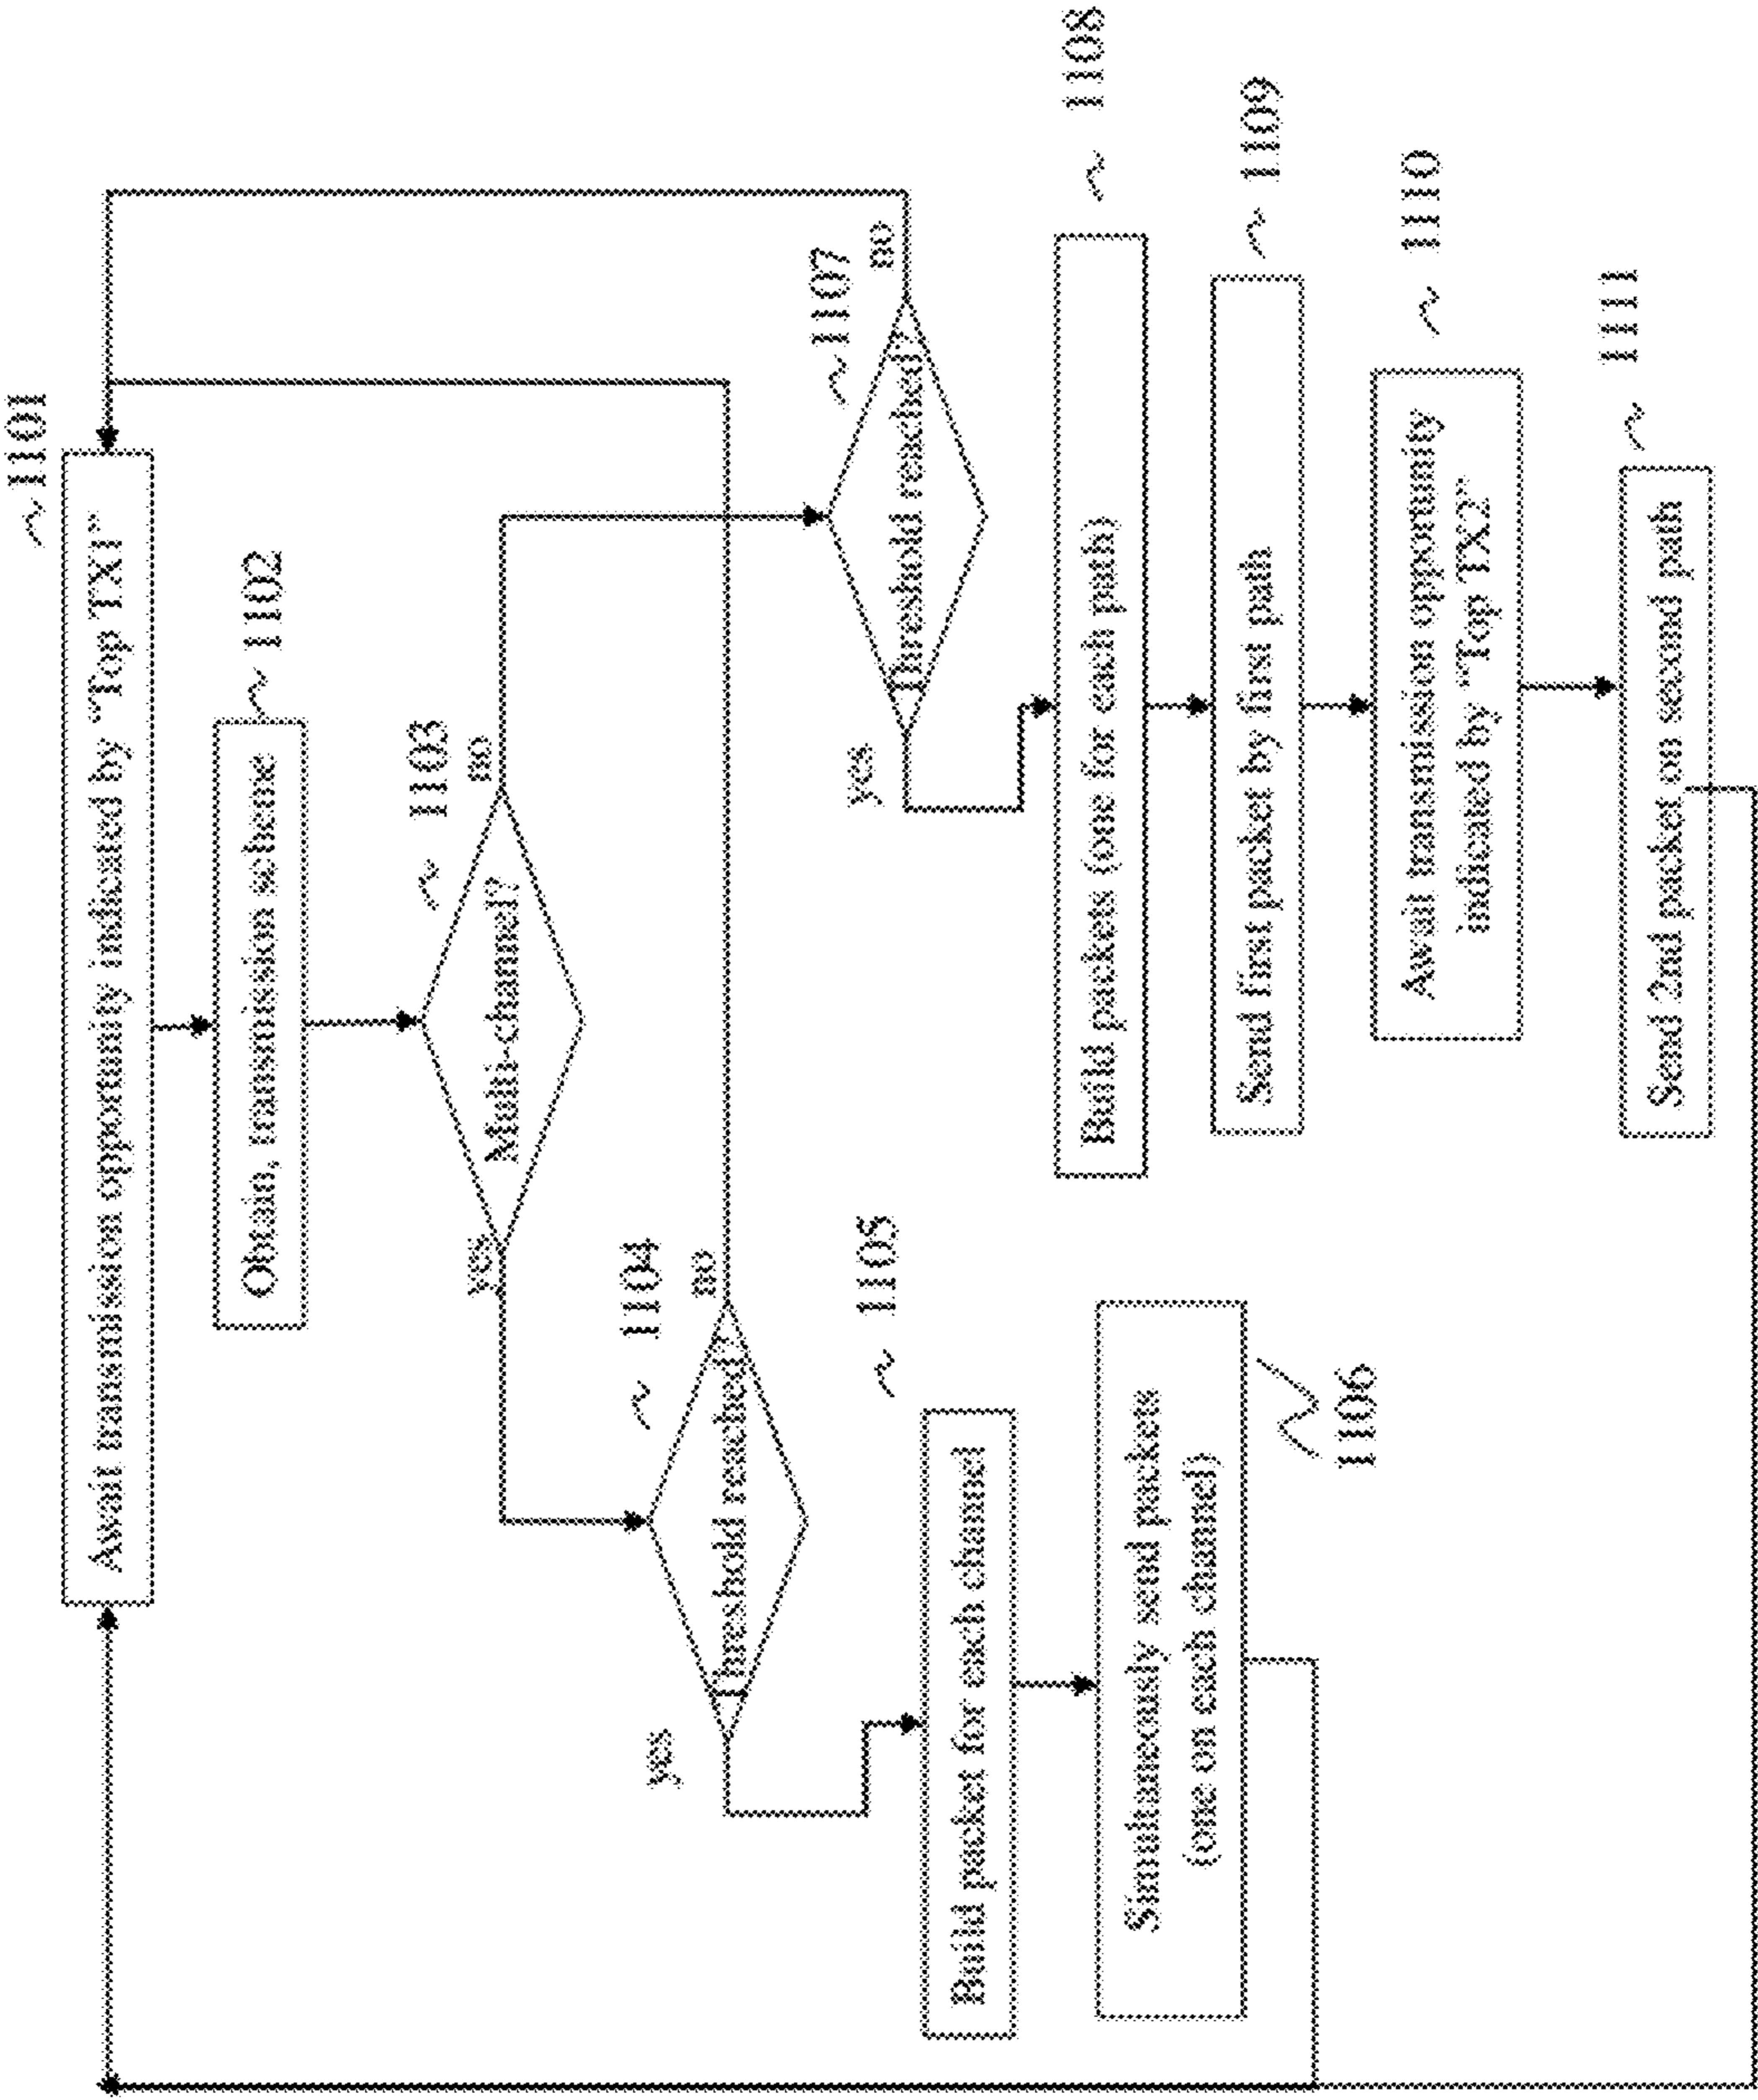 1101
Await transmission opportunity indicated by "Top TX1"
1102
Obtain, transmission scheme
1103
Multi-channel?
yes
no
1104
Threshold reached?
yes
no
1105
Build packet for each channel
Simultaneously send packets
(one on each channel)
1106
1107
Threshold reached?
yes
no
1108
Build packets (one for each path)
1109
Send first packet by first path
1110
Await transmission opportunity
indicated by "Top TX2"
1111
Send 2nd packet on second path